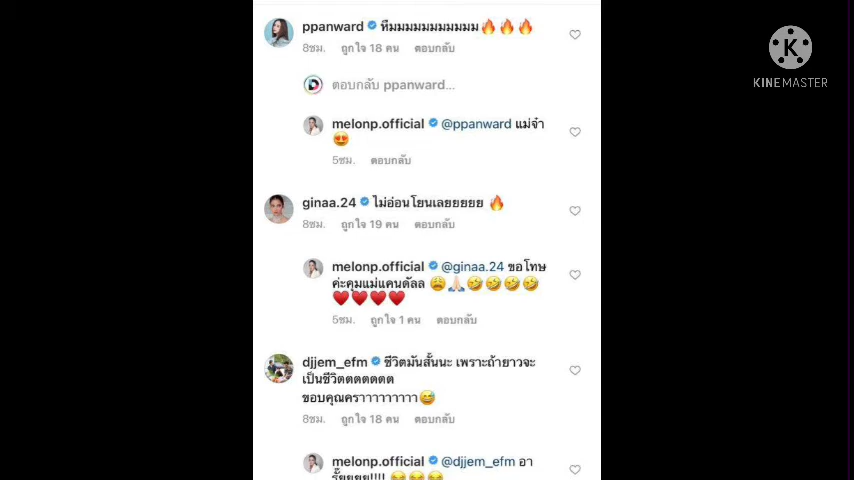 ppanward หึมมมมมมมมมมม🔥🔥🔥
8ชม. ถูกใจ 18 คน ตอบกลับ
K
KINEMASTER
ตอบกลับ ppanward...
melonp.official @ppanward แม่จ๋า
😍
5ชม. ตอบกลับ
ginaa.24 ไม่อ่อนโยนเลยยยยย 🔥
8ชม. ถูกใจ 19 คน ตอบกลับ
melonp.official @ginaa.24 ขอโทษ
ค่ะคุมแม่แคนดัลล 😩🙏🏻🤣🤣🤣🤣
♥️♥️♥️♥️
5ชม. ถูกใจ 1 คน ตอบกลับ
djjem_efm ชีวิตมันสั้นนะ เพราะถ้ายาวจะ
เป็นชีวิตตตตตตต
ขอบคุณคราาาาาาาาา😅
8ชม. ถูกใจ 18 คน ตอบกลับ
melonp.official @djjem_efm อา
รั้ยยยย!!!! 😂😂😂